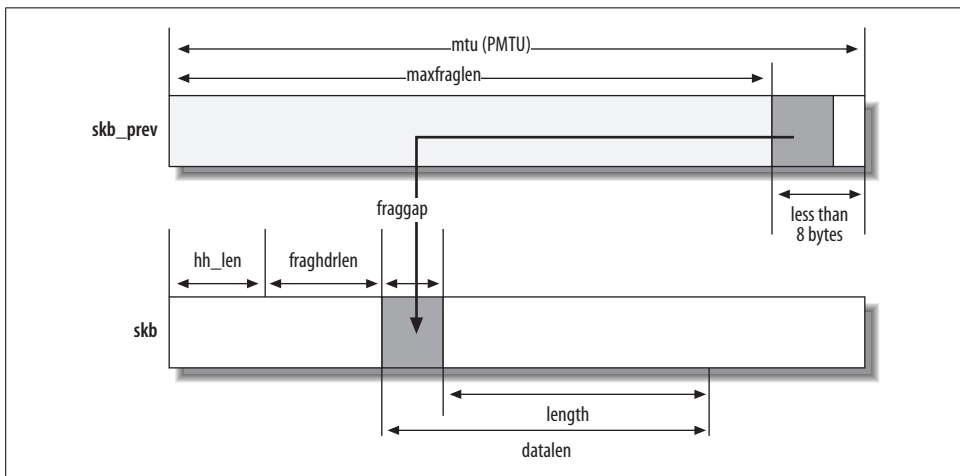 mtu (PMTU)
maxfraglen
skb_prev
fraggap
less than
8 bytes
hh_len
fraghdrlen
skb
length
datalen